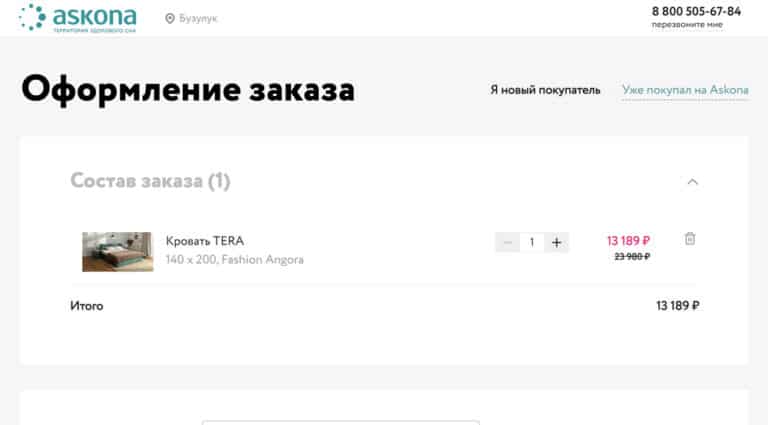 askona
ТЕРРИТОРИЯ ЗДОРОВОГО СНА
Бузулук
8 800 505-67-84
перезвоните мне
Оформление заказа
Я новый покупатель
Уже покупал на Askona
Состав заказа (1)
Кровать TERA
140 x 200, Fashion Angora
− 1 +
13 189 ₽
23 980 ₽
Итого
13 189 ₽